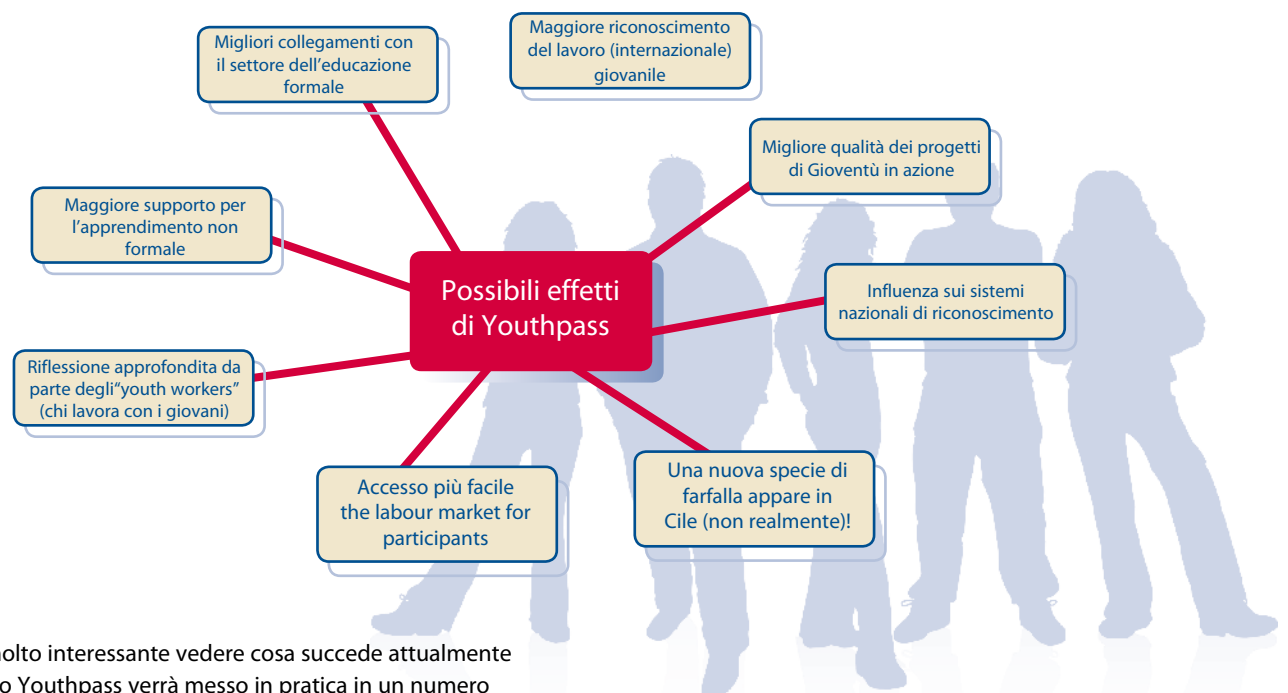 Migliori collegamenti con
il settore dell'educazione
formale
Maggiore riconoscimento
del lavoro (internazionale)
giovanile
Migliore qualità dei progetti
di Gioventù in azione
Maggiore supporto per
l'apprendimento non
formale
Possibili effetti
di Youthpass
Influenza sui sistemi
nazionali di riconoscimento
Riflessione approfondita da
parte degli"youth workers"
(chi lavora con i giovani)
Accesso più facile
the labour market for
participants
Una nuova specie di
farfalla appare in
Cile (non realmente)!
molto interessante vedere cosa succede attualmente
o Youthpass verrà messo in pratica in un numero